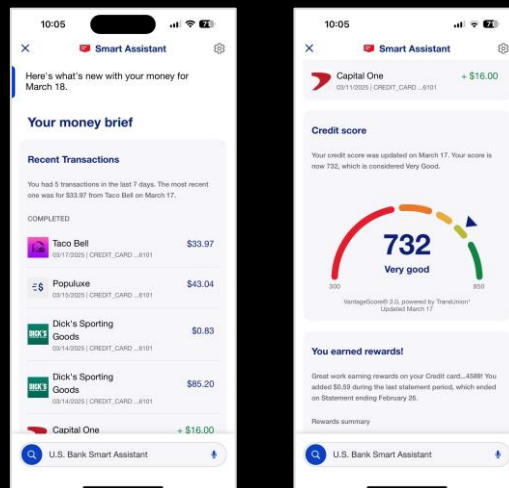 10:05
71
Smart Assistant
Here's what's new with your money for
March 18.
Your money brief
Recent Transactions
You had 5 transactions in the last 7 days. The most recent
one was for $33.97 from Taco Bell on March 17.
COMPLETED
Taco Bell
$33.97
03/17/2025 | CREDIT_CARD ...6101
Populuxe
$43.04
03/15/2025 | CREDIT_CARD ...6101
DICK'S
Dick's Sporting
Goods
$0.83
03/14/2025 | CREDIT_CARD ...6101
DICK'S
Dick's Sporting
Goods
$85.20
03/14/2025 | CREDIT_CARD ...6101
Capital One
+ $16.00
U.S. Bank Smart Assistant
10:05
71
Smart Assistant
Capital One
+ $16.00
03/11/2025 | CREDIT_CARD ...6101
Credit score
Your credit score was updated on March 17. Your score is
now 732, which is considered Very Good.
732
Very good
300
850
VantageScore® 3.0, powered by TransUnion®
Updated March 17
You earned rewards!
Great work earning rewards on your Credit card...4589! You
added $0.59 during the last statement period, which ended
on Statement ending February 26.
Rewards summary
U.S. Bank Smart Assistant